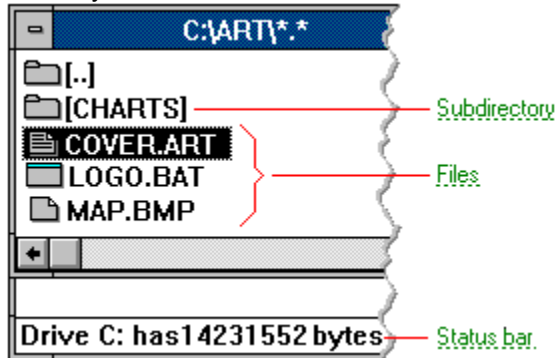 C:\ART\*.*
[..]
[CHARTS]
Subdirectory
COVER.ART
LOGO.BAT
Files
MAP.BMP
Drive C: has14231552 bytes
Status bar